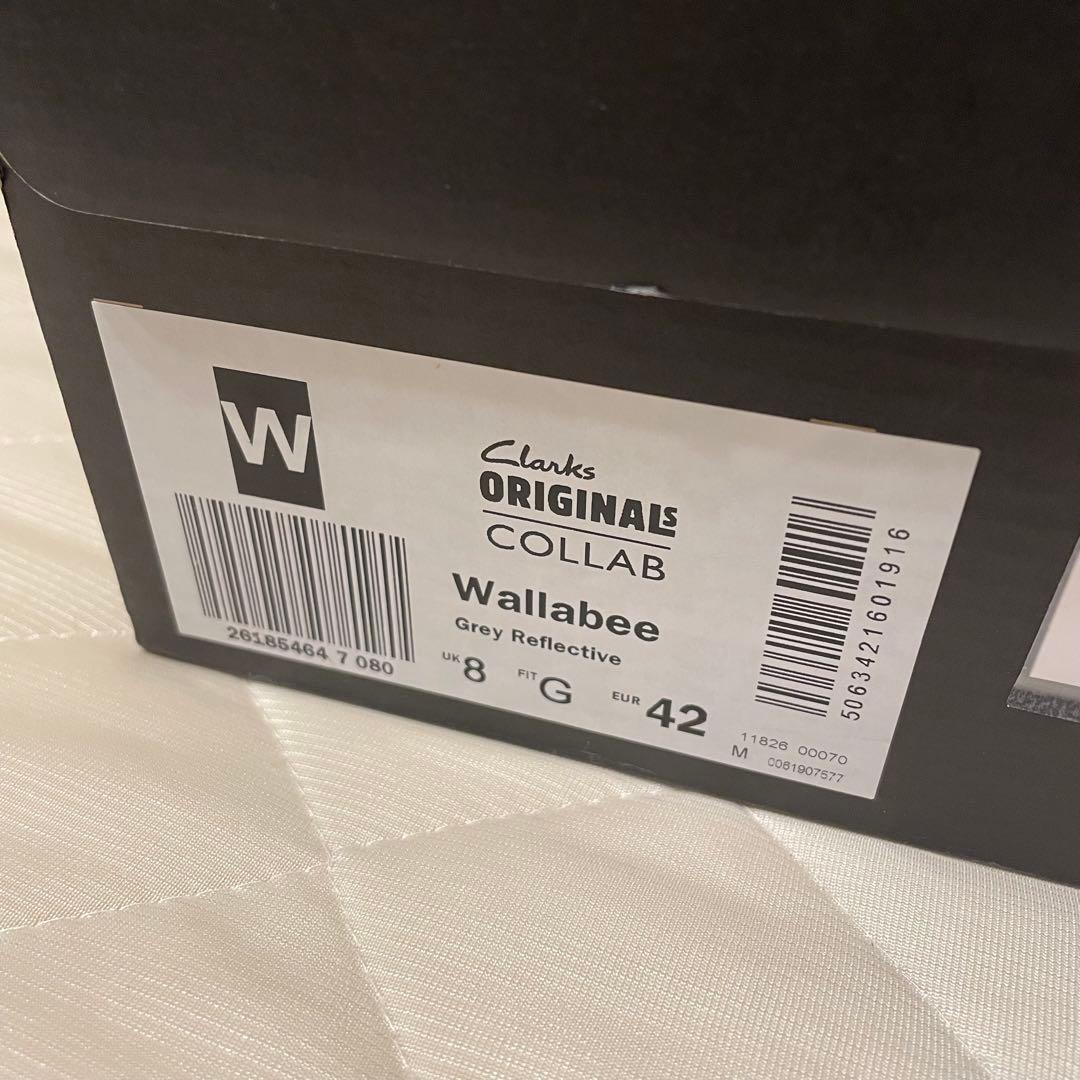 W
26185464 7 080
Clarks
ORIGINALS
COLLAB
Wallabee
Grey Reflective
UK 8 FIT G EUR 42
5063421601916
11826 00070
M 0061907577